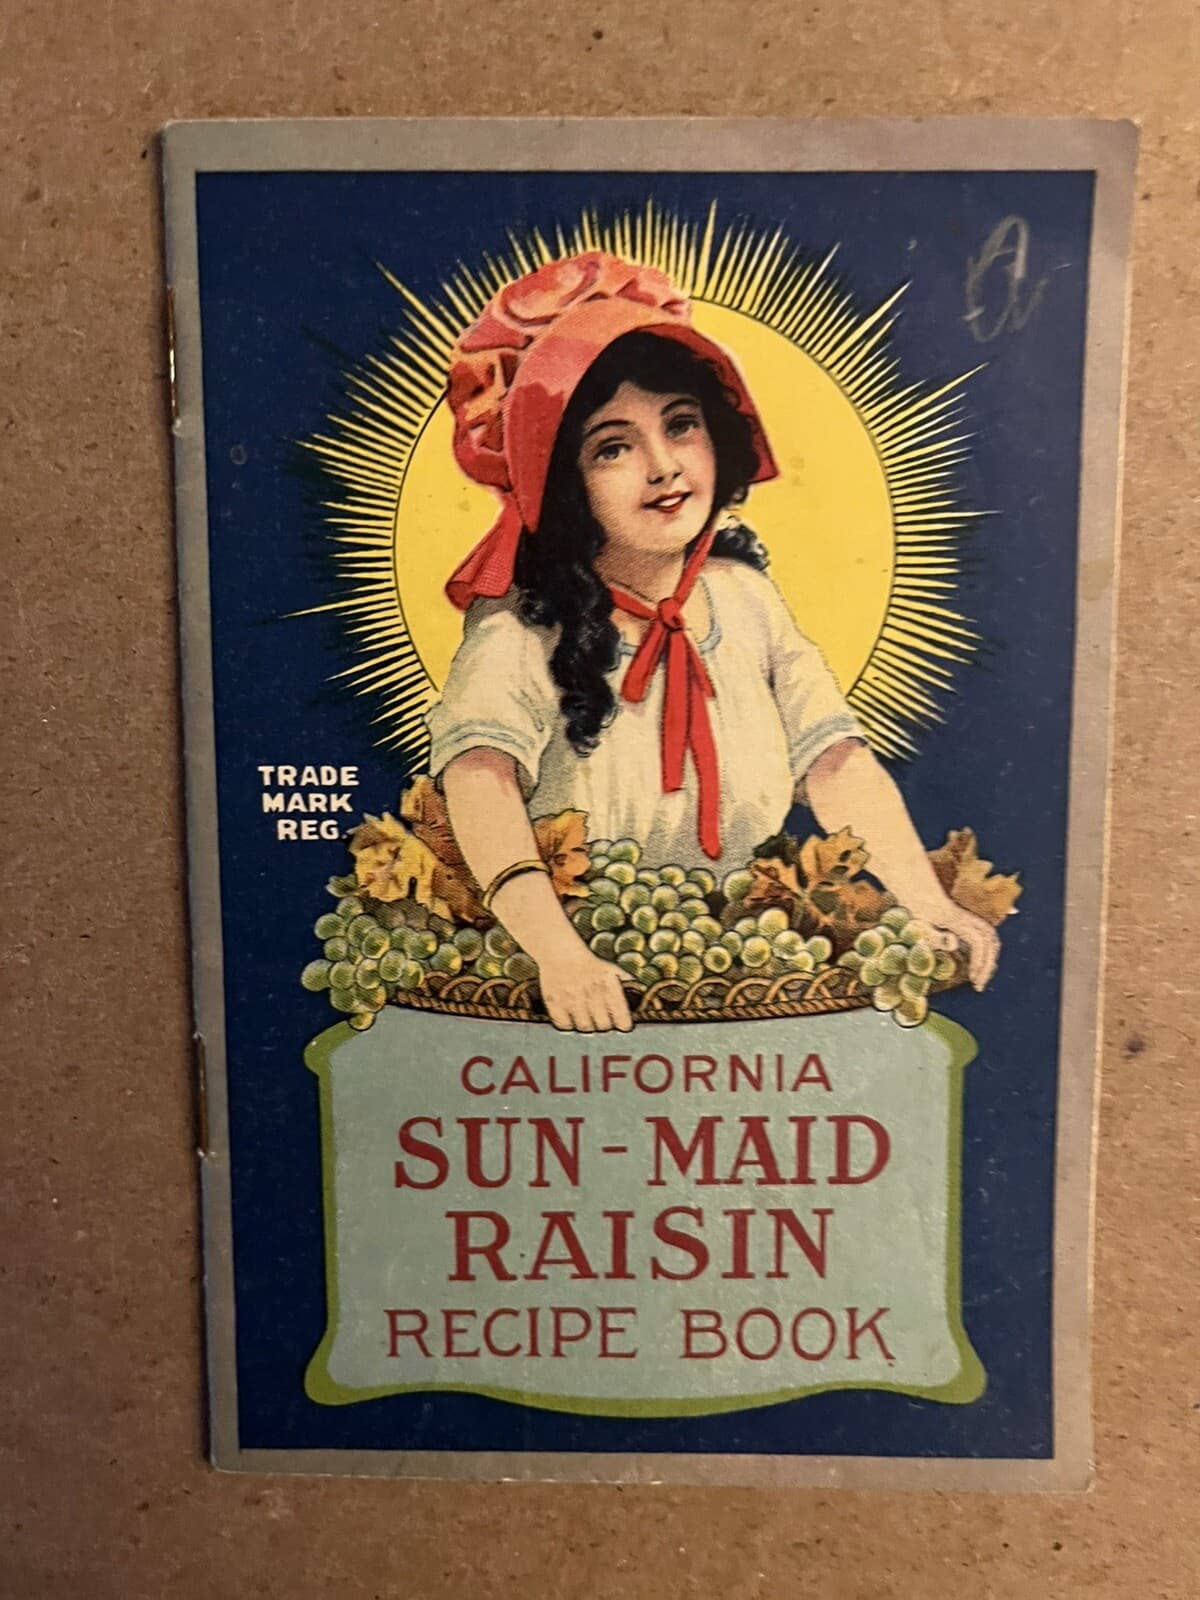 TRADE
MARK
REG.
CALIFORNIA
SUN-MAID
RAISIN
RECIPE BOOK